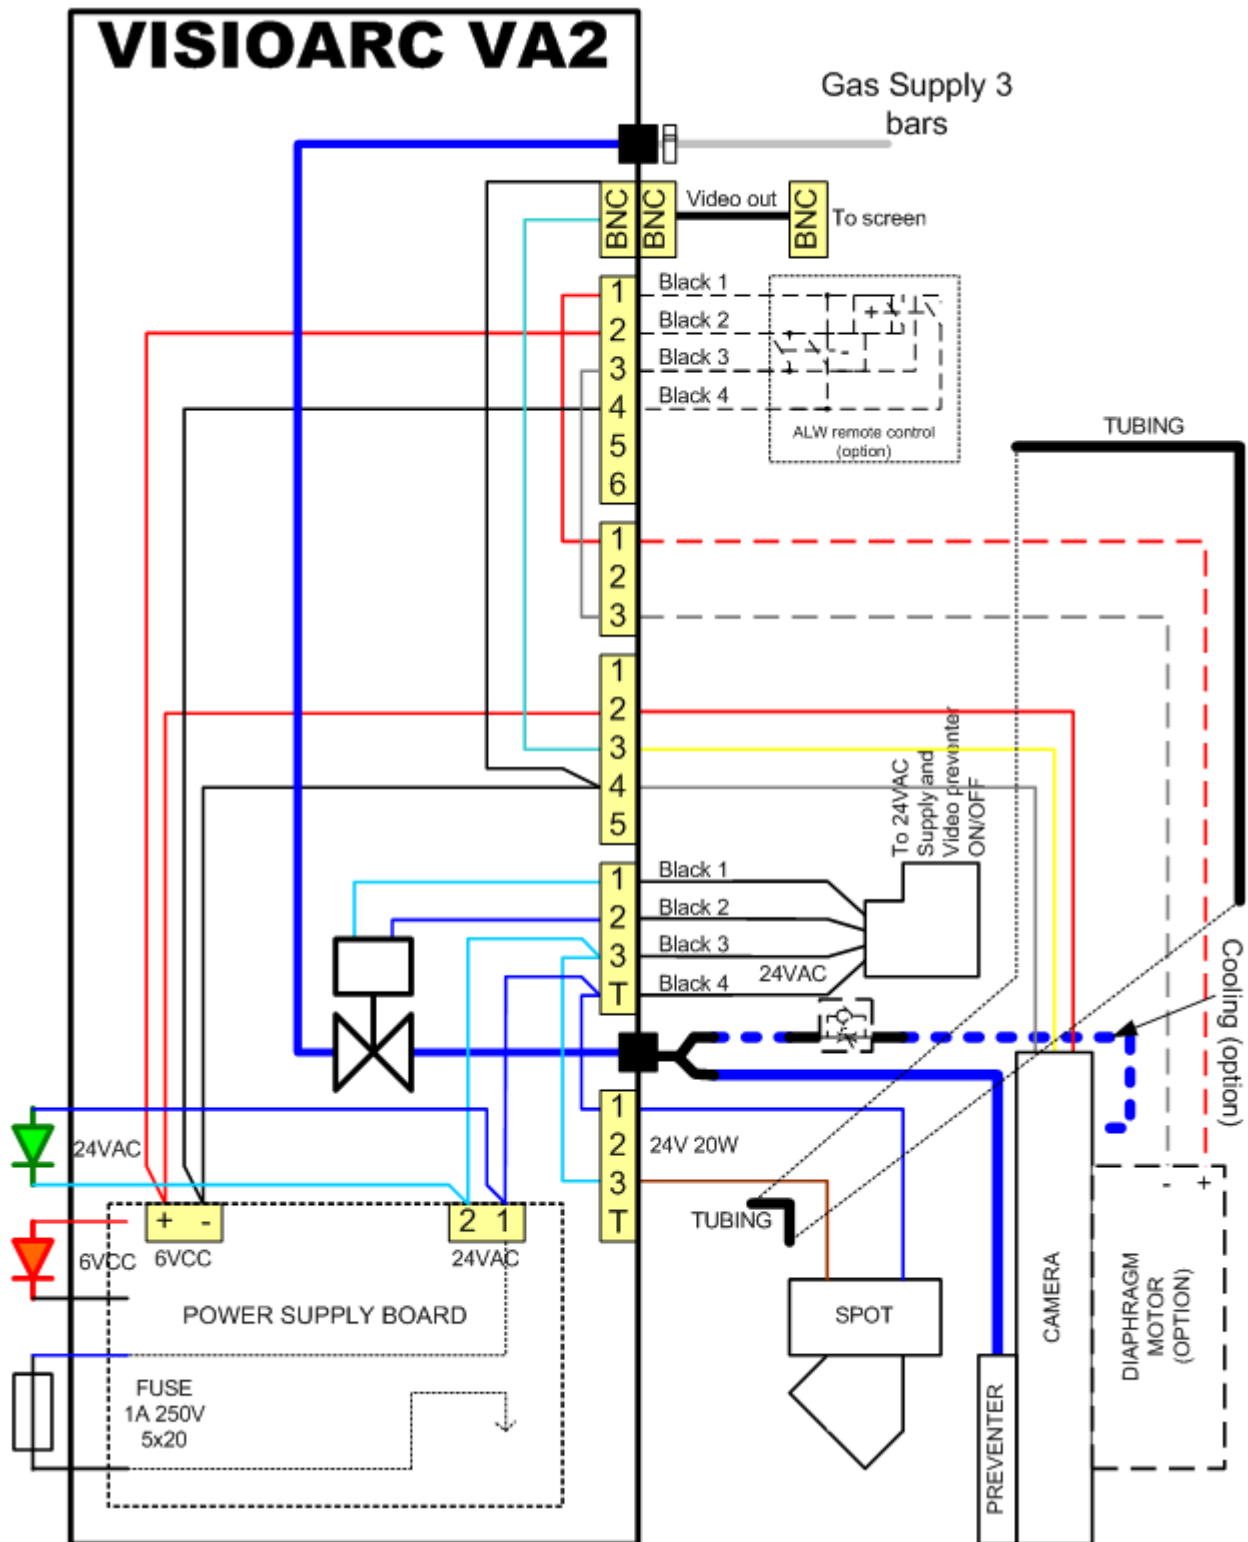 VISIOARC VA2
Gas Supply 3
bars
BNC
BNC
Video out
BNC
To screen
1
Black 1
2
Black 2
3
Black 3
4
Black 4
+
-
ALW remote control
(option)
5
6
TUBING
1
2
3
1
2
3
4
5
To 24VAC
Supply and
Video preventer
ON/OFF
1
Black 1
2
Black 2
3
Black 3
T
Black 4
24VAC
Cooling (option)
1
2
3
T
24V 20W
24VAC
6VCC
+ -
6VCC
2 1
24VAC
POWER SUPPLY BOARD
FUSE
1A 250V
5x20
TUBING
SPOT
PREVENTER
CAMERA
- +
DIAPHRAGM
MOTOR
(OPTION)